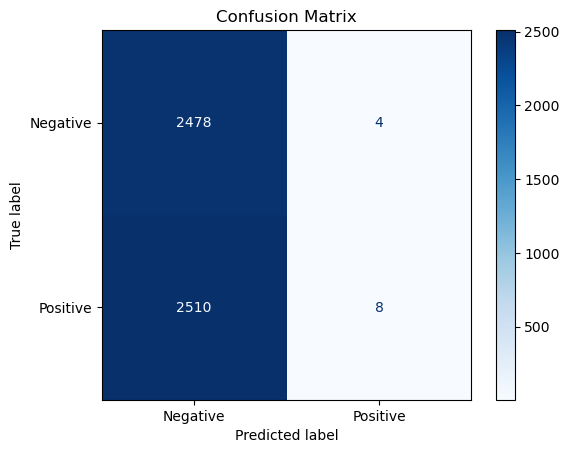 Confusion Matrix
True label
Negative
2478
4
Positive
2510
8
Negative
Positive
Predicted label
2500
2000
1500
1000
500